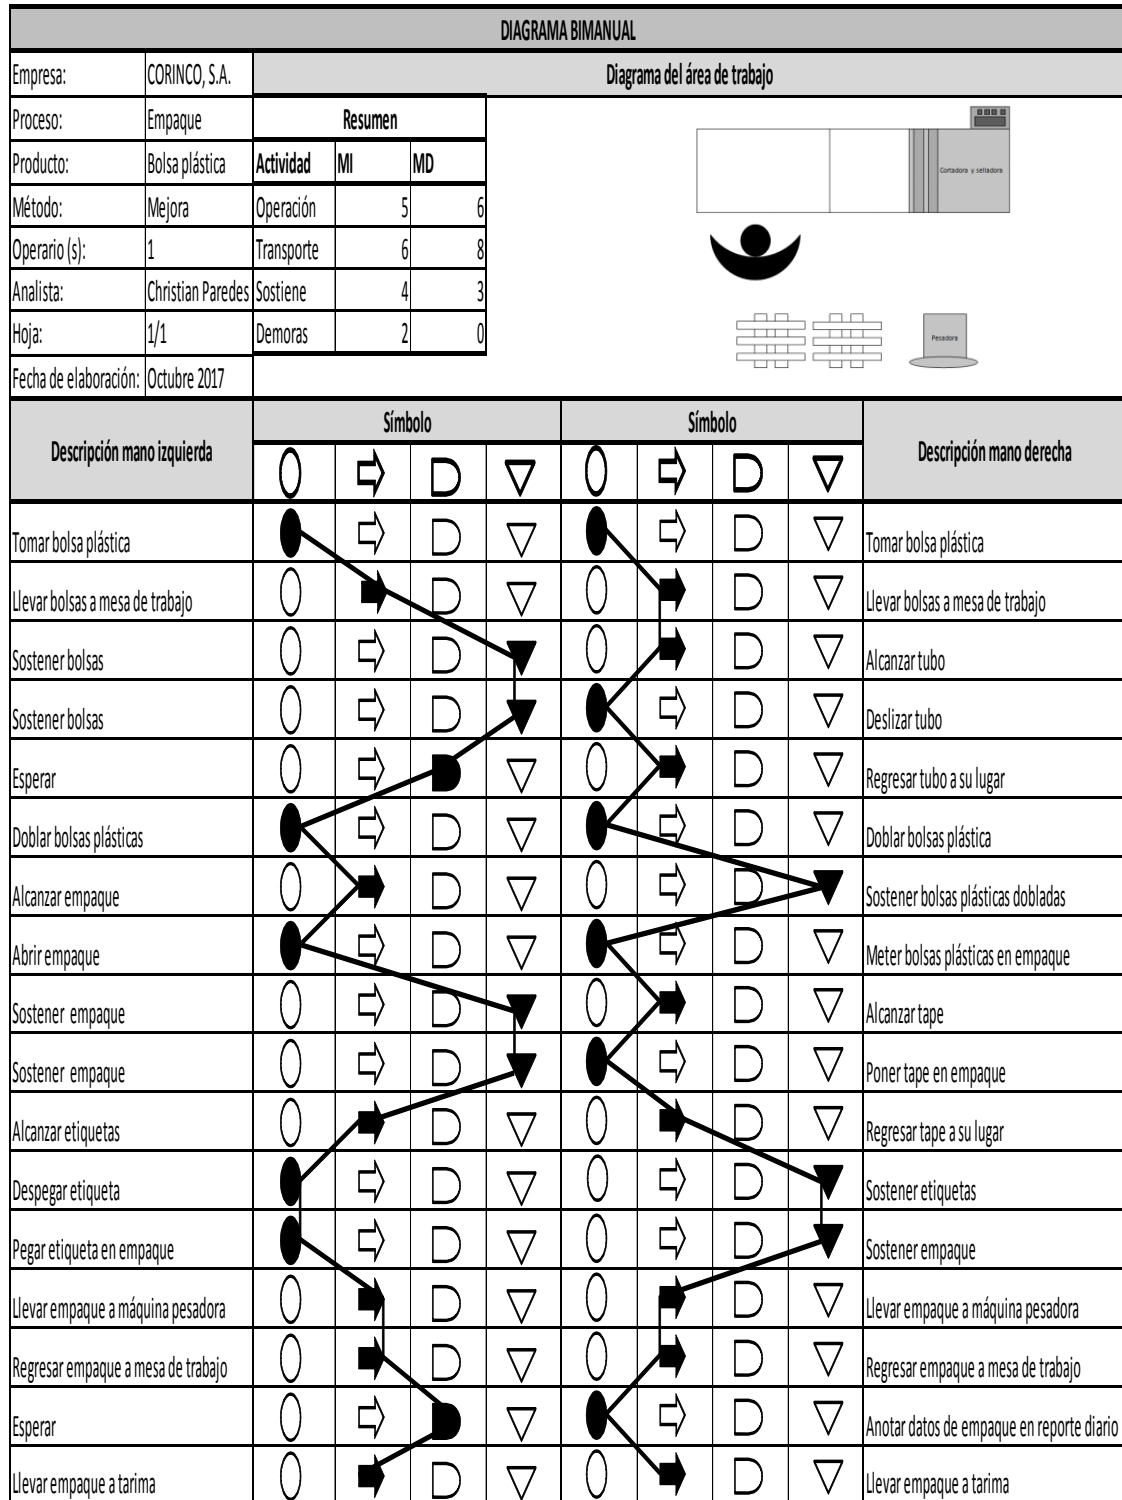 DIAGRAMA BIMANUAL
Empresa: CORINCO, S.A. Diagrama del área de trabajo
Proceso: Empaque Resumen
Producto: Bolsa plástica Actividad MI MD
Método: Mejora Operación 5 6
Operario (s): 1 Transporte 6 8
Analista: Christian Paredes Sostiene 4 3
Hoja: 1/1 Demoras 2 0
Fecha de elaboración: Octubre 2017
Cortadora y selladora
Pesadora
Descripción mano izquierda Símbolo Símbolo Descripción mano derecha
Tomar bolsa plástica Tomar bolsa plástica
Llevar bolsas a mesa de trabajo Llevar bolsas a mesa de trabajo
Sostener bolsas Alcanzar tubo
Sostener bolsas Deslizar tubo
Esperar Regresar tubo a su lugar
Doblar bolsas plásticas Doblar bolsas plástica
Alcanzar empaque Sostener bolsas plásticas dobladas
Abrir empaque Meter bolsas plásticas en empaque
Sostener empaque Alcanzar tape
Sostener empaque Poner tape en empaque
Alcanzar etiquetas Regresar tape a su lugar
Despegar etiqueta Sostener etiquetas
Pegar etiqueta en empaque Sostener empaque
Llevar empaque a máquina pesadora Llevar empaque a máquina pesadora
Regresar empaque a mesa de trabajo Regresar empaque a mesa de trabajo
Esperar Anotar datos de empaque en reporte diario
Llevar empaque a tarima Llevar empaque a tarima